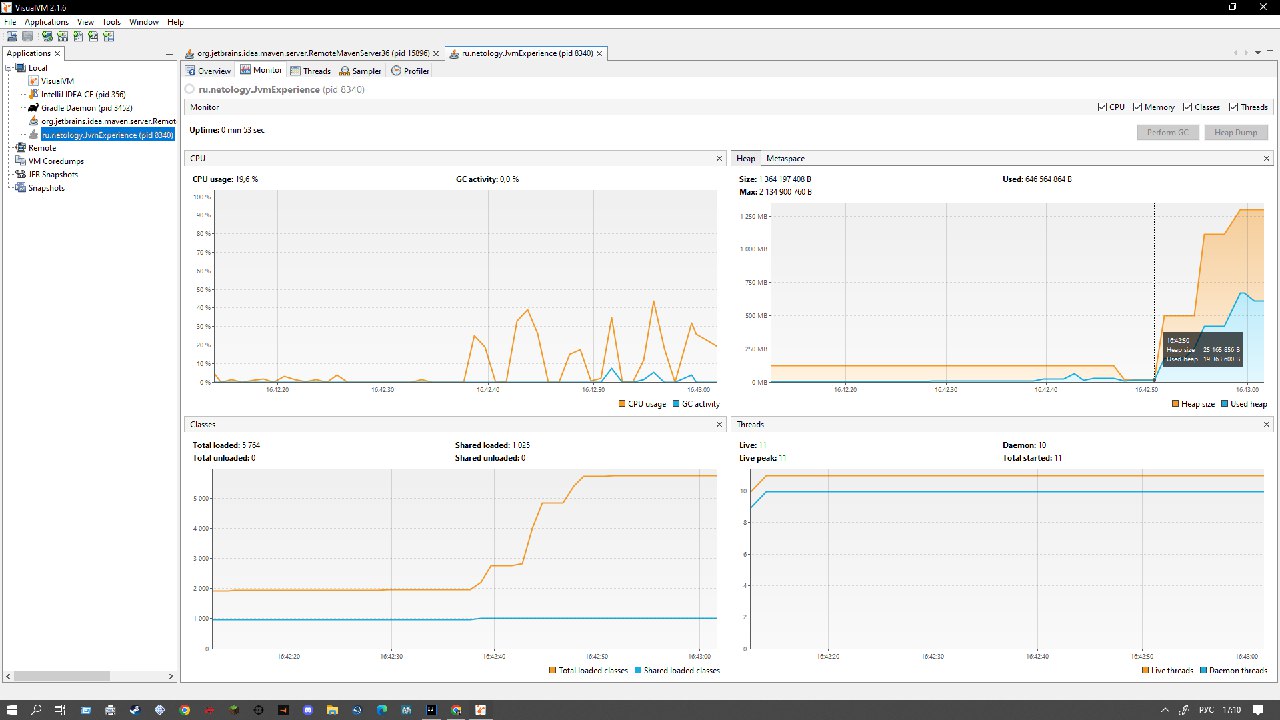 VisualVM 2.1.6
File Applications View Tools Window Help
Applications
org.jetbrains.idea.maven.server.RemoteMavenServer36 (pid 15896)
ru.netology.JvmExperience (pid 8340)
Local
VisualVM
IntelliJ IDEA CE (pid 856)
Gradle Daemon (pid 5452)
org.jetbrains.idea.maven.server.Remot
ru.netology.JvmExperience (pid 8340)
Remote
VM Coredumps
JFR Snapshots
Snapshots
Overview Monitor Threads Sampler Profiler
ru.netology.JvmExperience (pid 8340)
Monitor
CPU Memory Classes Threads
Uptime: 0 min 53 sec
Perform GC Heap Dump
CPU
CPU usage: 19,6 % GC activity: 0,0 %
100 %
90 %
80 %
70 %
60 %
50 %
40 %
30 %
20 %
10 %
0 %
16:42:20 16:42:30 16:42:40 16:42:50 16:43:00
CPU usage GC activity
Heap Metaspace
Size: 1 364 197 408 B Used: 646 564 864 B
Max: 2 134 900 760 B
1 250 MB
1 000 MB
750 MB
500 MB
250 MB
0 MB
16:42:50
Heap size
Used heap
16:42:20 16:42:30 16:42:40 16:42:50 16:43:00
Heap size Used heap
Classes
Total loaded: 5 764 Shared loaded: 1 025
Total unloaded: 0 Shared unloaded: 0
5 000
4 000
3 000
2 000
1 000
0
16:42:20 16:42:30 16:42:40 16:42:50 16:43:00
Total loaded classes Shared loaded classes
Threads
Live: 11 Daemon: 10
Live peak: 11 Total started: 11
10
8
6
4
2
0
16:42:20 16:42:30 16:42:40 16:42:50 16:43:00
Live threads Daemon threads
РУС 17:10